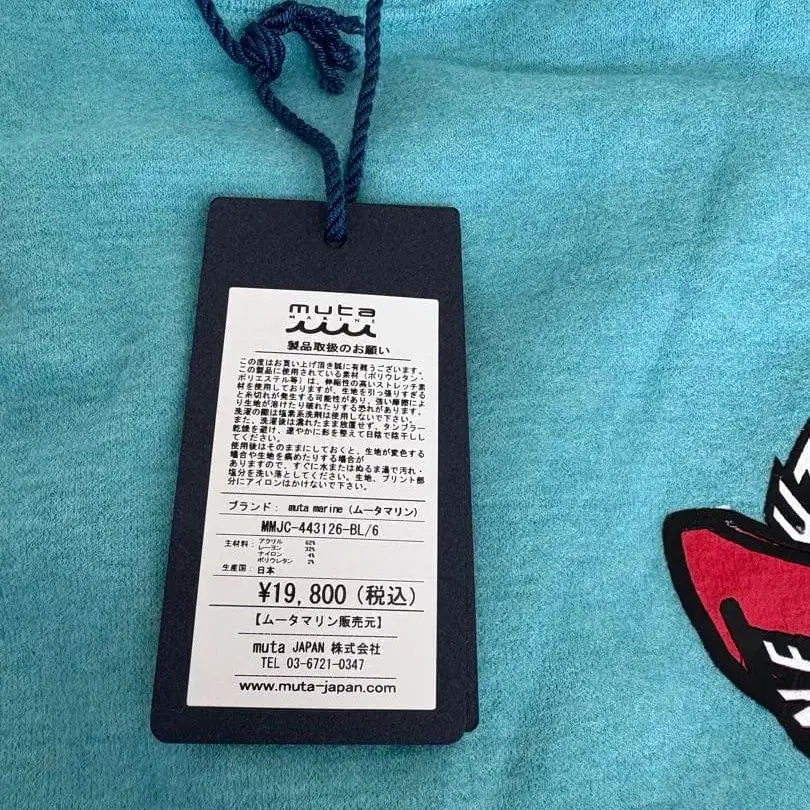 muta
MARINE
製品取扱のお願い
この度はお買い上げ頂き誠に有難うございます。
この製品に使用されている素材（ポリウレタン・
ポリエステル等）は、伸縮性の高いストレッチ素
材を使用しておりますが、生地を引っ張りすぎる
と糸切れが発生する可能性があり、強い摩擦によ
り生地が溶けたり破れたりする恐れがあります。
洗濯の際は塩素系洗剤は使用しないで下さい。
また、洗濯後は濡れたまま放置せず、タンブラー
乾燥を避け、速やかに形を整えて日陰で陰干しし
てください。
使用後はそのままにしておくと、生地が変色する
場合や生地を痛めたりする場合が
ありますので、すぐに水またはぬるま湯で汚れ・
塩分を洗い落としてください。生地、プリント部
分にアイロンはかけないで下さい。
ブランド： muta marine（ムータマリン）
MMJC-443126-BL/6
主材料： アクリル 62%
レーヨン 32%
ナイロン 4%
ポリウレタン 2%
生産国： 日本
¥19,800（税込）
【ムータマリン販売元】
muta JAPAN 株式会社
TEL 03-6721-0347
www.muta-japan.com
UT
NE